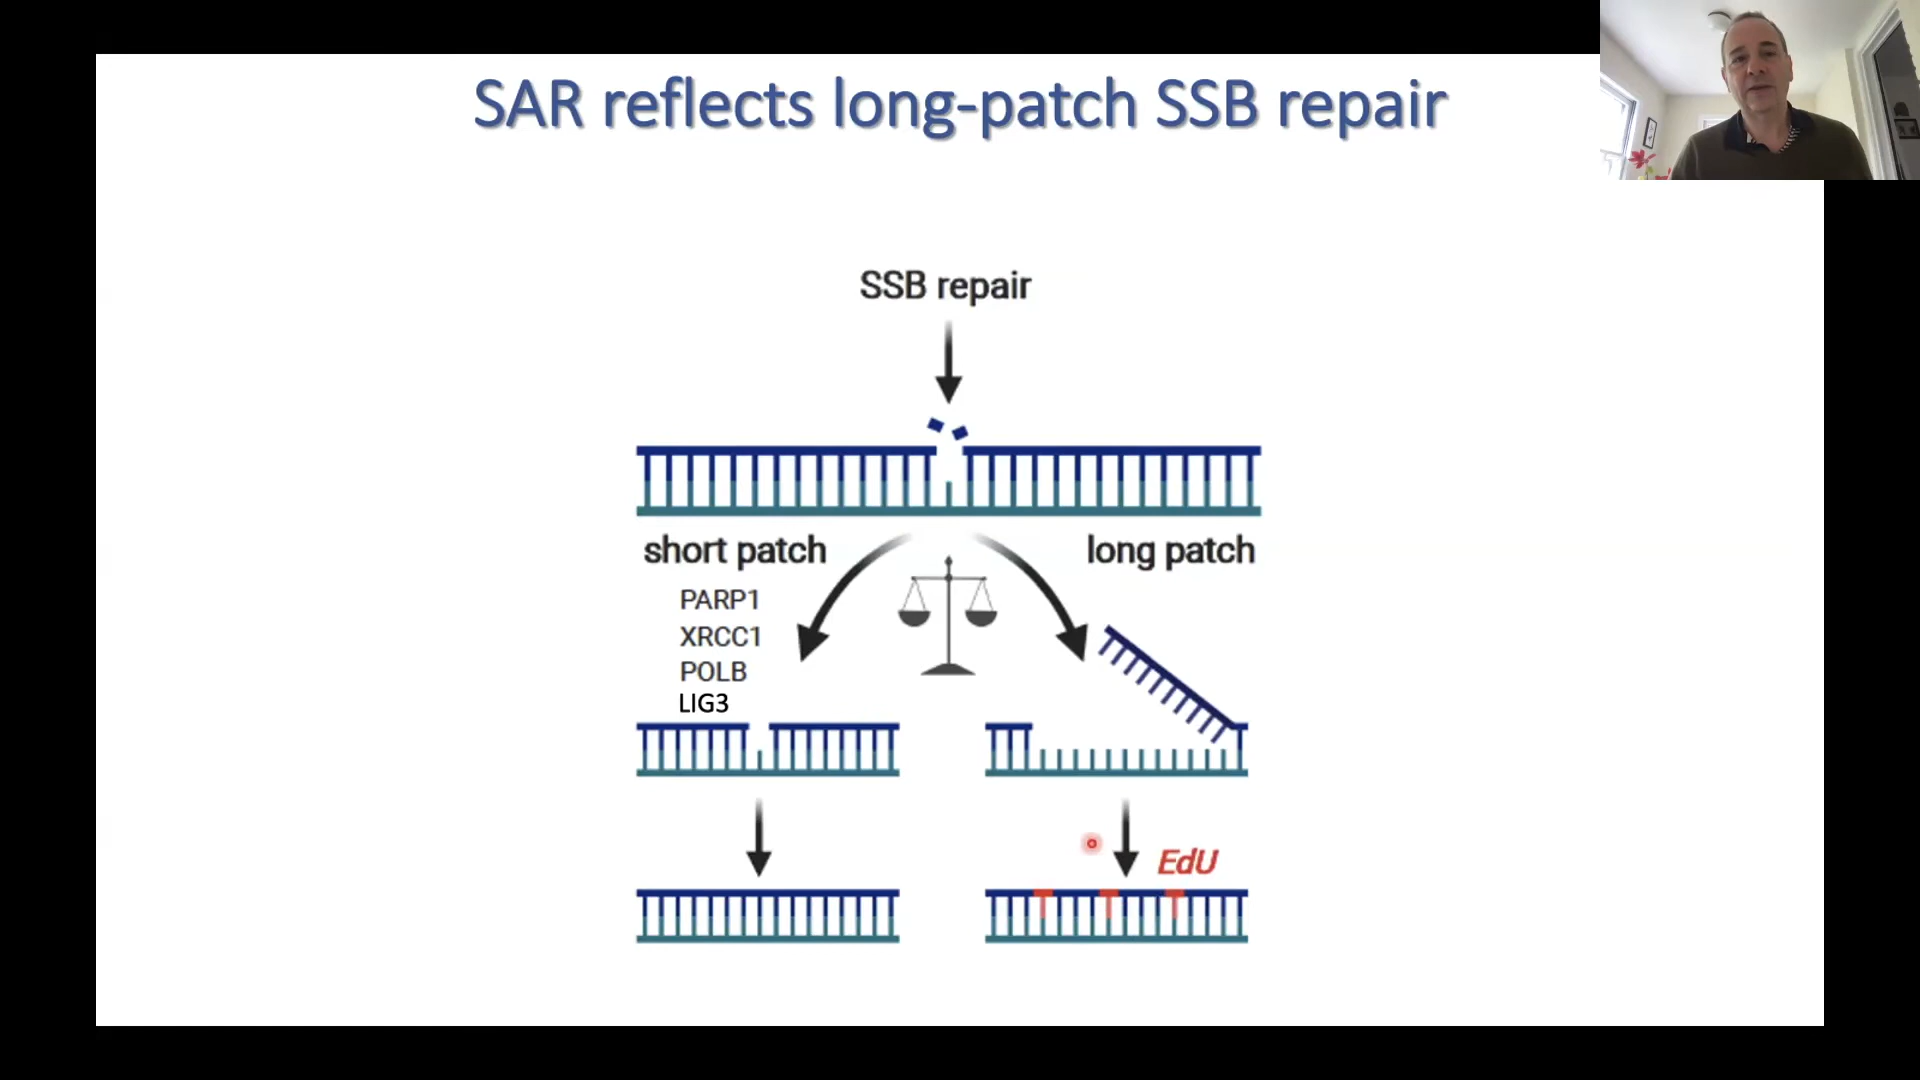 SAR reflects long-patch SSB repair
SSB repair
short patch
long patch
PARP1
XRCC1
POLB
LIG3
EdU